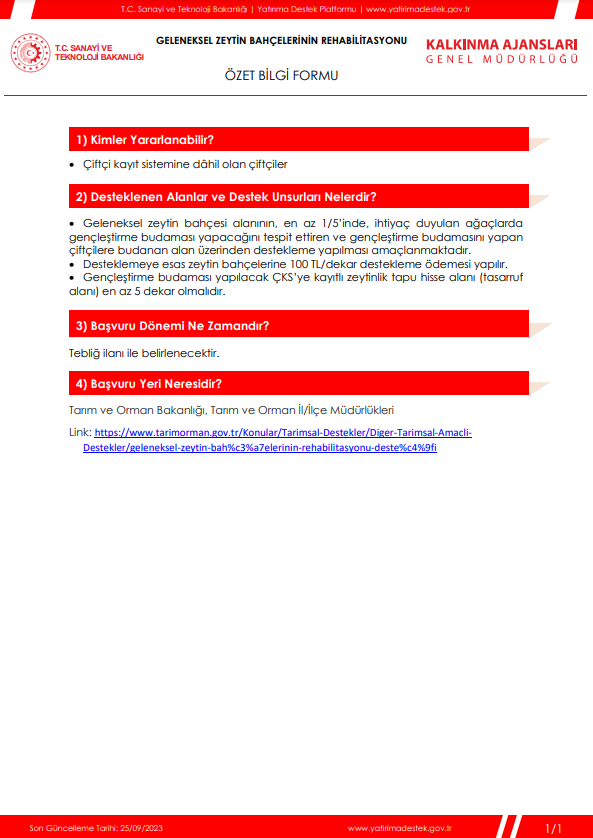 T.C. Sanayi ve Teknoloji Bakanlığı | Yatırıma Destek Platformu | www.yatirimadestek.gov.tr
T.C. SANAYİ VE
TEKNOLOJİ BAKANLIĞI
GELENEKSEL ZEYTİN BAHÇELERİNİN REHABİLİTASYONU
ÖZET BİLGİ FORMU
KALKINMA AJANSLARI
GENEL MÜDÜRLÜĞÜ
1) Kimler Yararlanabilir?
• Çiftçi kayıt sistemine dâhil olan çiftçiler
2) Desteklenen Alanlar ve Destek Unsurları Nelerdir?
• Geleneksel zeytin bahçesi alanının, en az 1/5'inde, ihtiyaç duyulan ağaçlarda
gençleştirme budaması yapacağını tespit ettiren ve gençleştirme budamasını yapan
çiftçilere budanan alan üzerinden destekleme yapılması amaçlanmaktadır.
• Desteklemeye esas zeytin bahçelerine 100 TL/dekar destekleme ödemesi yapılır.
• Gençleştirme budaması yapılacak ÇKS'ye kayıtlı zeytinlik tapu hisse alanı (tasarruf
alanı) en az 5 dekar olmalıdır.
3) Başvuru Dönemi Ne Zamandır?
Tebliğ ilanı ile belirlenecektir.
4) Başvuru Yeri Neresidir?
Tarım ve Orman Bakanlığı, Tarım ve Orman İl/İlçe Müdürlükleri
Link: https://www.tarimorman.gov.tr/Konular/Tarimsal-Destekler/Diger-Tarimsal-Amacli-
Destekler/geleneksel-zeytin-bah%c3%a7elerinin-rehabilitasyonu-deste%c4%9fi
Son Güncelleme Tarihi: 25/09/2023
www.yatirimadestek.gov.tr
1/1